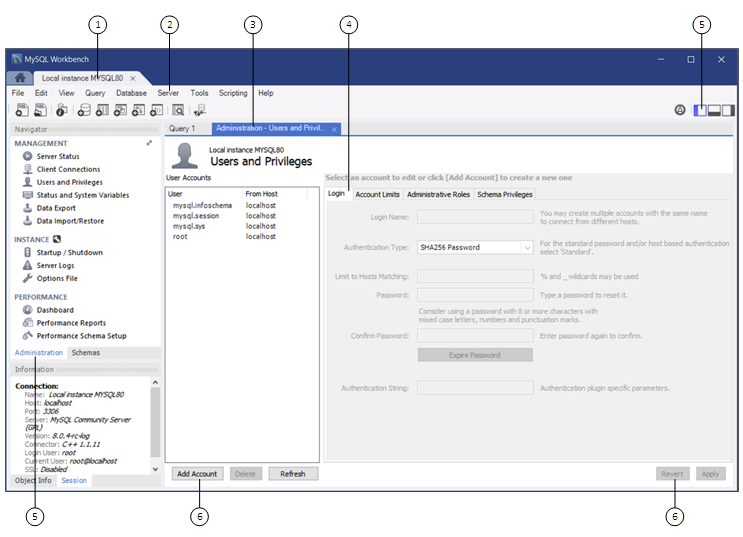 1 2 3 4 5
MySQL Workbench
Local instance MYSQL80 ×
File Edit View Query Database Server Tools Scripting Help
Navigator
MANAGEMENT
Server Status
Client Connections
Users and Privileges
Status and System Variables
Data Export
Data Import/Restore
INSTANCE
Startup / Shutdown
Server Logs
Options File
PERFORMANCE
Dashboard
Performance Reports
Performance Schema Setup
Administration Schemas
Information
Connection:
Name: Local instance MYSQL80
Host: localhost
Port: 3306
Server: MySQL Community Server
(GPL)
Version: 8.0.4-rc-log
Connector: C++ 1.1.11
Login User: root
Current User: root@localhost
SSL: Disabled
Object Info Session
Query 1 Administration - Users and Privil... ×
Local instance MYSQL80
Users and Privileges
User Accounts
User From Host
mysql.infoschema localhost
mysql.session localhost
mysql.sys localhost
root localhost
Add Account Delete Refresh
Select an account to edit or click [Add Account] to create a new one
Login Account Limits Administrative Roles Schema Privileges
Login Name: You may create multiple accounts with the same name
to connect from different hosts.
Authentication Type: SHA256 Password For the standard password and/or host based authentication,
select 'Standard'.
Limit to Hosts Matching: % and _ wildcards may be used
Password: Type a password to reset it.
Consider using a password with 8 or more characters with
mixed case letters, numbers and punctuation marks.
Confirm Password: Enter password again to confirm.
Expire Password
Authentication String: Authentication plugin specific parameters.
Revert Apply
5 6 6